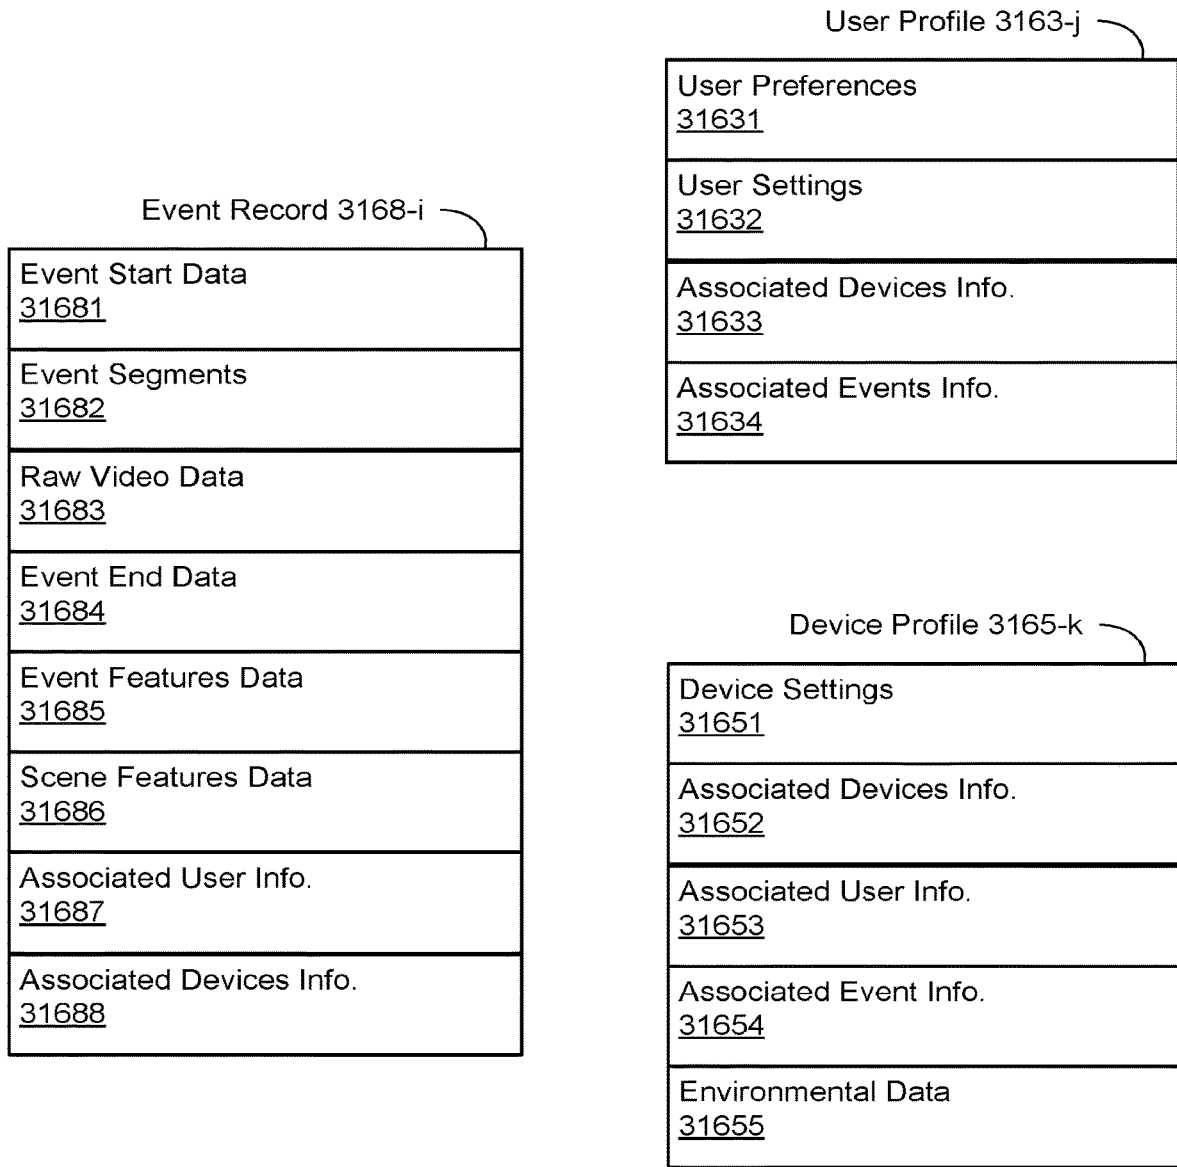 User Profile 3163-j
User Preferences
31631
User Settings
31632
Associated Devices Info.
31633
Associated Events Info.
31634
Event Record 3168-i
Event Start Data
31681
Event Segments
31682
Raw Video Data
31683
Event End Data
31684
Event Features Data
31685
Scene Features Data
31686
Associated User Info.
31687
Associated Devices Info.
31688
Device Profile 3165-k
Device Settings
31651
Associated Devices Info.
31652
Associated User Info.
31653
Associated Event Info.
31654
Environmental Data
31655